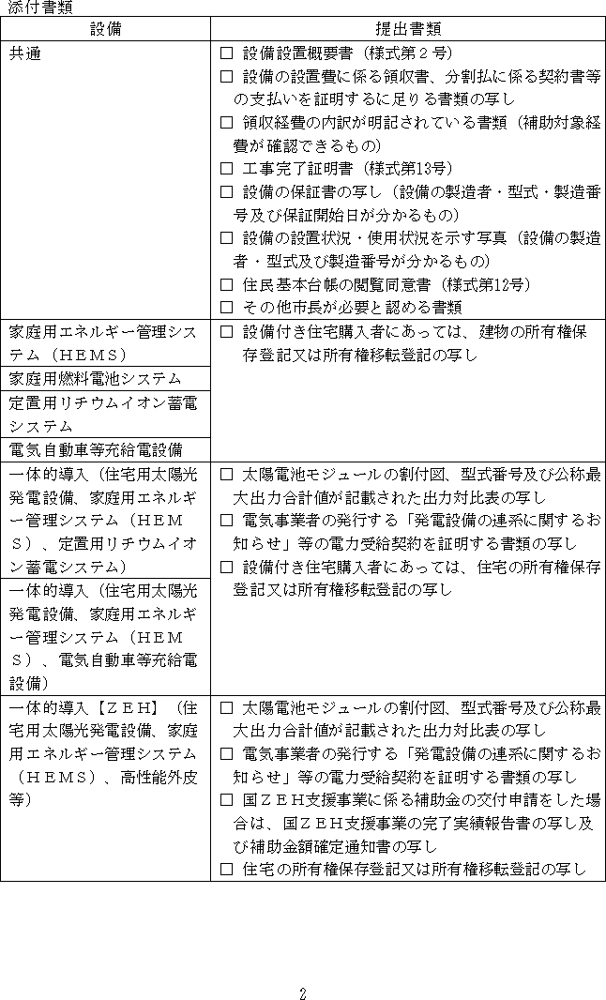 添付書類
設備
提出書類
共通
□ 設備設置概要書（様式第２号）
□ 設備の設置費に係る領収書、分割払に係る契約書等
の支払いを証明するに足りる書類の写し
□ 領収経費の内訳が明記されている書類（補助対象経
費が確認できるもの）
□ 工事完了証明書（様式第13号）
□ 設備の保証書の写し（設備の製造者・型式・製造番
号及び保証開始日が分かるもの）
□ 設備の設置状況・使用状況を示す写真（設備の製造
者・型式及び製造番号が分かるもの）
□ 住民基本台帳の閲覧同意書（様式第12号）
□ その他市長が必要と認める書類
家庭用エネルギー管理シス
テム（ＨＥＭＳ）
家庭用燃料電池システム
定置用リチウムイオン蓄電
システム
電気自動車等充給電設備
□ 設備付き住宅購入者にあっては、建物の所有権保
存登記又は所有権移転登記の写し
一体的導入（住宅用太陽光
発電設備、家庭用エネルギ
ー管理システム（ＨＥＭ
Ｓ）、定置用リチウムイオ
ン蓄電システム）
一体的導入（住宅用太陽光
発電設備、家庭用エネルギ
ー管理システム（ＨＥＭ
Ｓ）、電気自動車等充給電
設備）
□ 太陽電池モジュールの割付図、型式番号及び公称最
大出力合計値が記載された出力対比表の写し
□ 電気事業者の発行する「発電設備の連系に関するお
知らせ」等の電力受給契約を証明する書類の写し
□ 設備付き住宅購入者にあっては、住宅の所有権保存
登記又は所有権移転登記の写し
一体的導入【ＺＥＨ】（住
宅用太陽光発電設備、家庭
用エネルギー管理システム
（ＨＥＭＳ）、高性能外皮
等）
□ 太陽電池モジュールの割付図、型式番号及び公称最
大出力合計値が記載された出力対比表の写し
□ 電気事業者の発行する「発電設備の連系に関するお
知らせ」等の電力受給契約を証明する書類の写し
□ 国ＺＥＨ支援事業に係る補助金の交付申請をした場
合は、国ＺＥＨ支援事業の完了実績報告書の写し及
び補助金額確定通知書の写し
□ 住宅の所有権保存登記又は所有権移転登記の写し
2